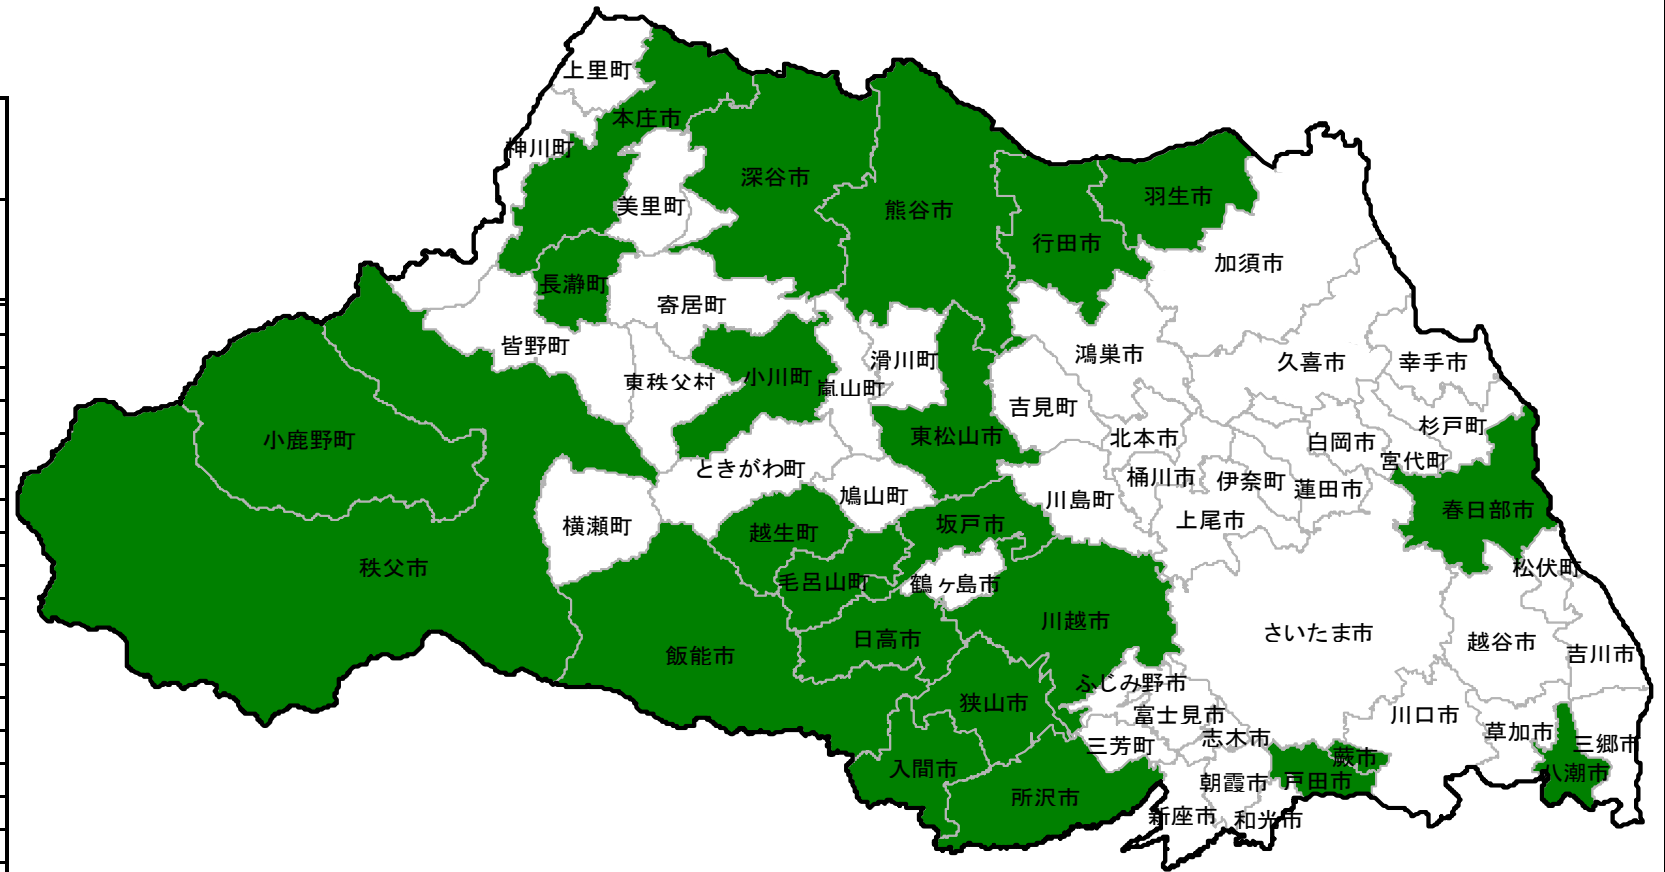 上里町
本庄市
神川町
深谷市
美里町
熊谷市
羽生市
行田市
加須市
長瀞町
寄居町
皆野町
東秩父村
小川町
嵐山町
滑川町
鴻巣市
久喜市
幸手市
吉見町
小鹿野町
東松山市
北本市
白岡市
杉戸町
宮代町
ときがわ町
鳩山町
川島町
桶川市
伊奈町
蓮田市
横瀬町
越生町
坂戸市
上尾市
春日部市
秩父市
毛呂山町
鶴ヶ島市
松伏町
川越市
さいたま市
日高市
飯能市
越谷市
吉川市
ふじみ野市
狭山市
富士見市
川口市
三芳町
志木市
草加市
三郷市
蕨市
入間市
朝霞市
戸田市
八潮市
所沢市
新座市
和光市